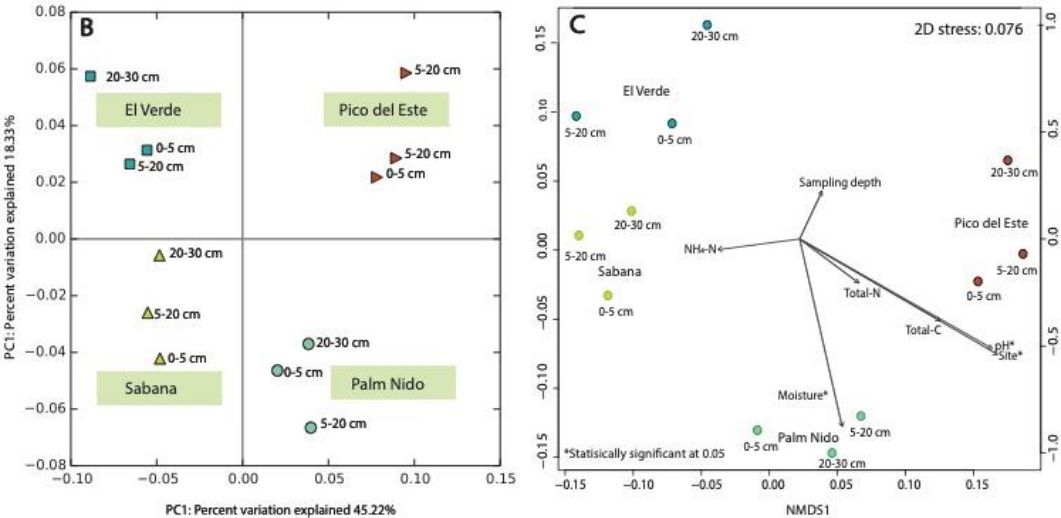 B
0.08
0.06
0.04
0.02
0.00
−0.02
−0.04
−0.06
−0.08
PC1: Percent variation explained 18.33%
20-30 cm
El Verde
0-5 cm
5-20 cm
5-20 cm
Pico del Este
5-20 cm
0-5 cm
20-30 cm
5-20 cm
0-5 cm
Sabana
20-30 cm
0-5 cm
Palm Nido
5-20 cm
−0.10
−0.05
0.00
0.05
0.10
0.15
PC1: Percent variation explained 45.22%
C
2D stress: 0.076
0.15
0.10
0.05
0.00
−0.05
−0.10
−0.15
1.0
0.5
0.0
−0.5
−1.0
20-30 cm
El Verde
5-20 cm
0-5 cm
Sampling depth
20-30 cm
20-30 cm
Pico del Este
NH₄-N
5-20 cm
5-20 cm
Sabana
0-5 cm
0-5 cm
Total-N
Total-C
pH*
Site*
Moisture*
5-20 cm
Palm Nido
0-5 cm
20-30 cm
*Statisically significant at 0.05
−0.15
−0.10
−0.05
0.00
0.05
0.10
0.15
NMDS1